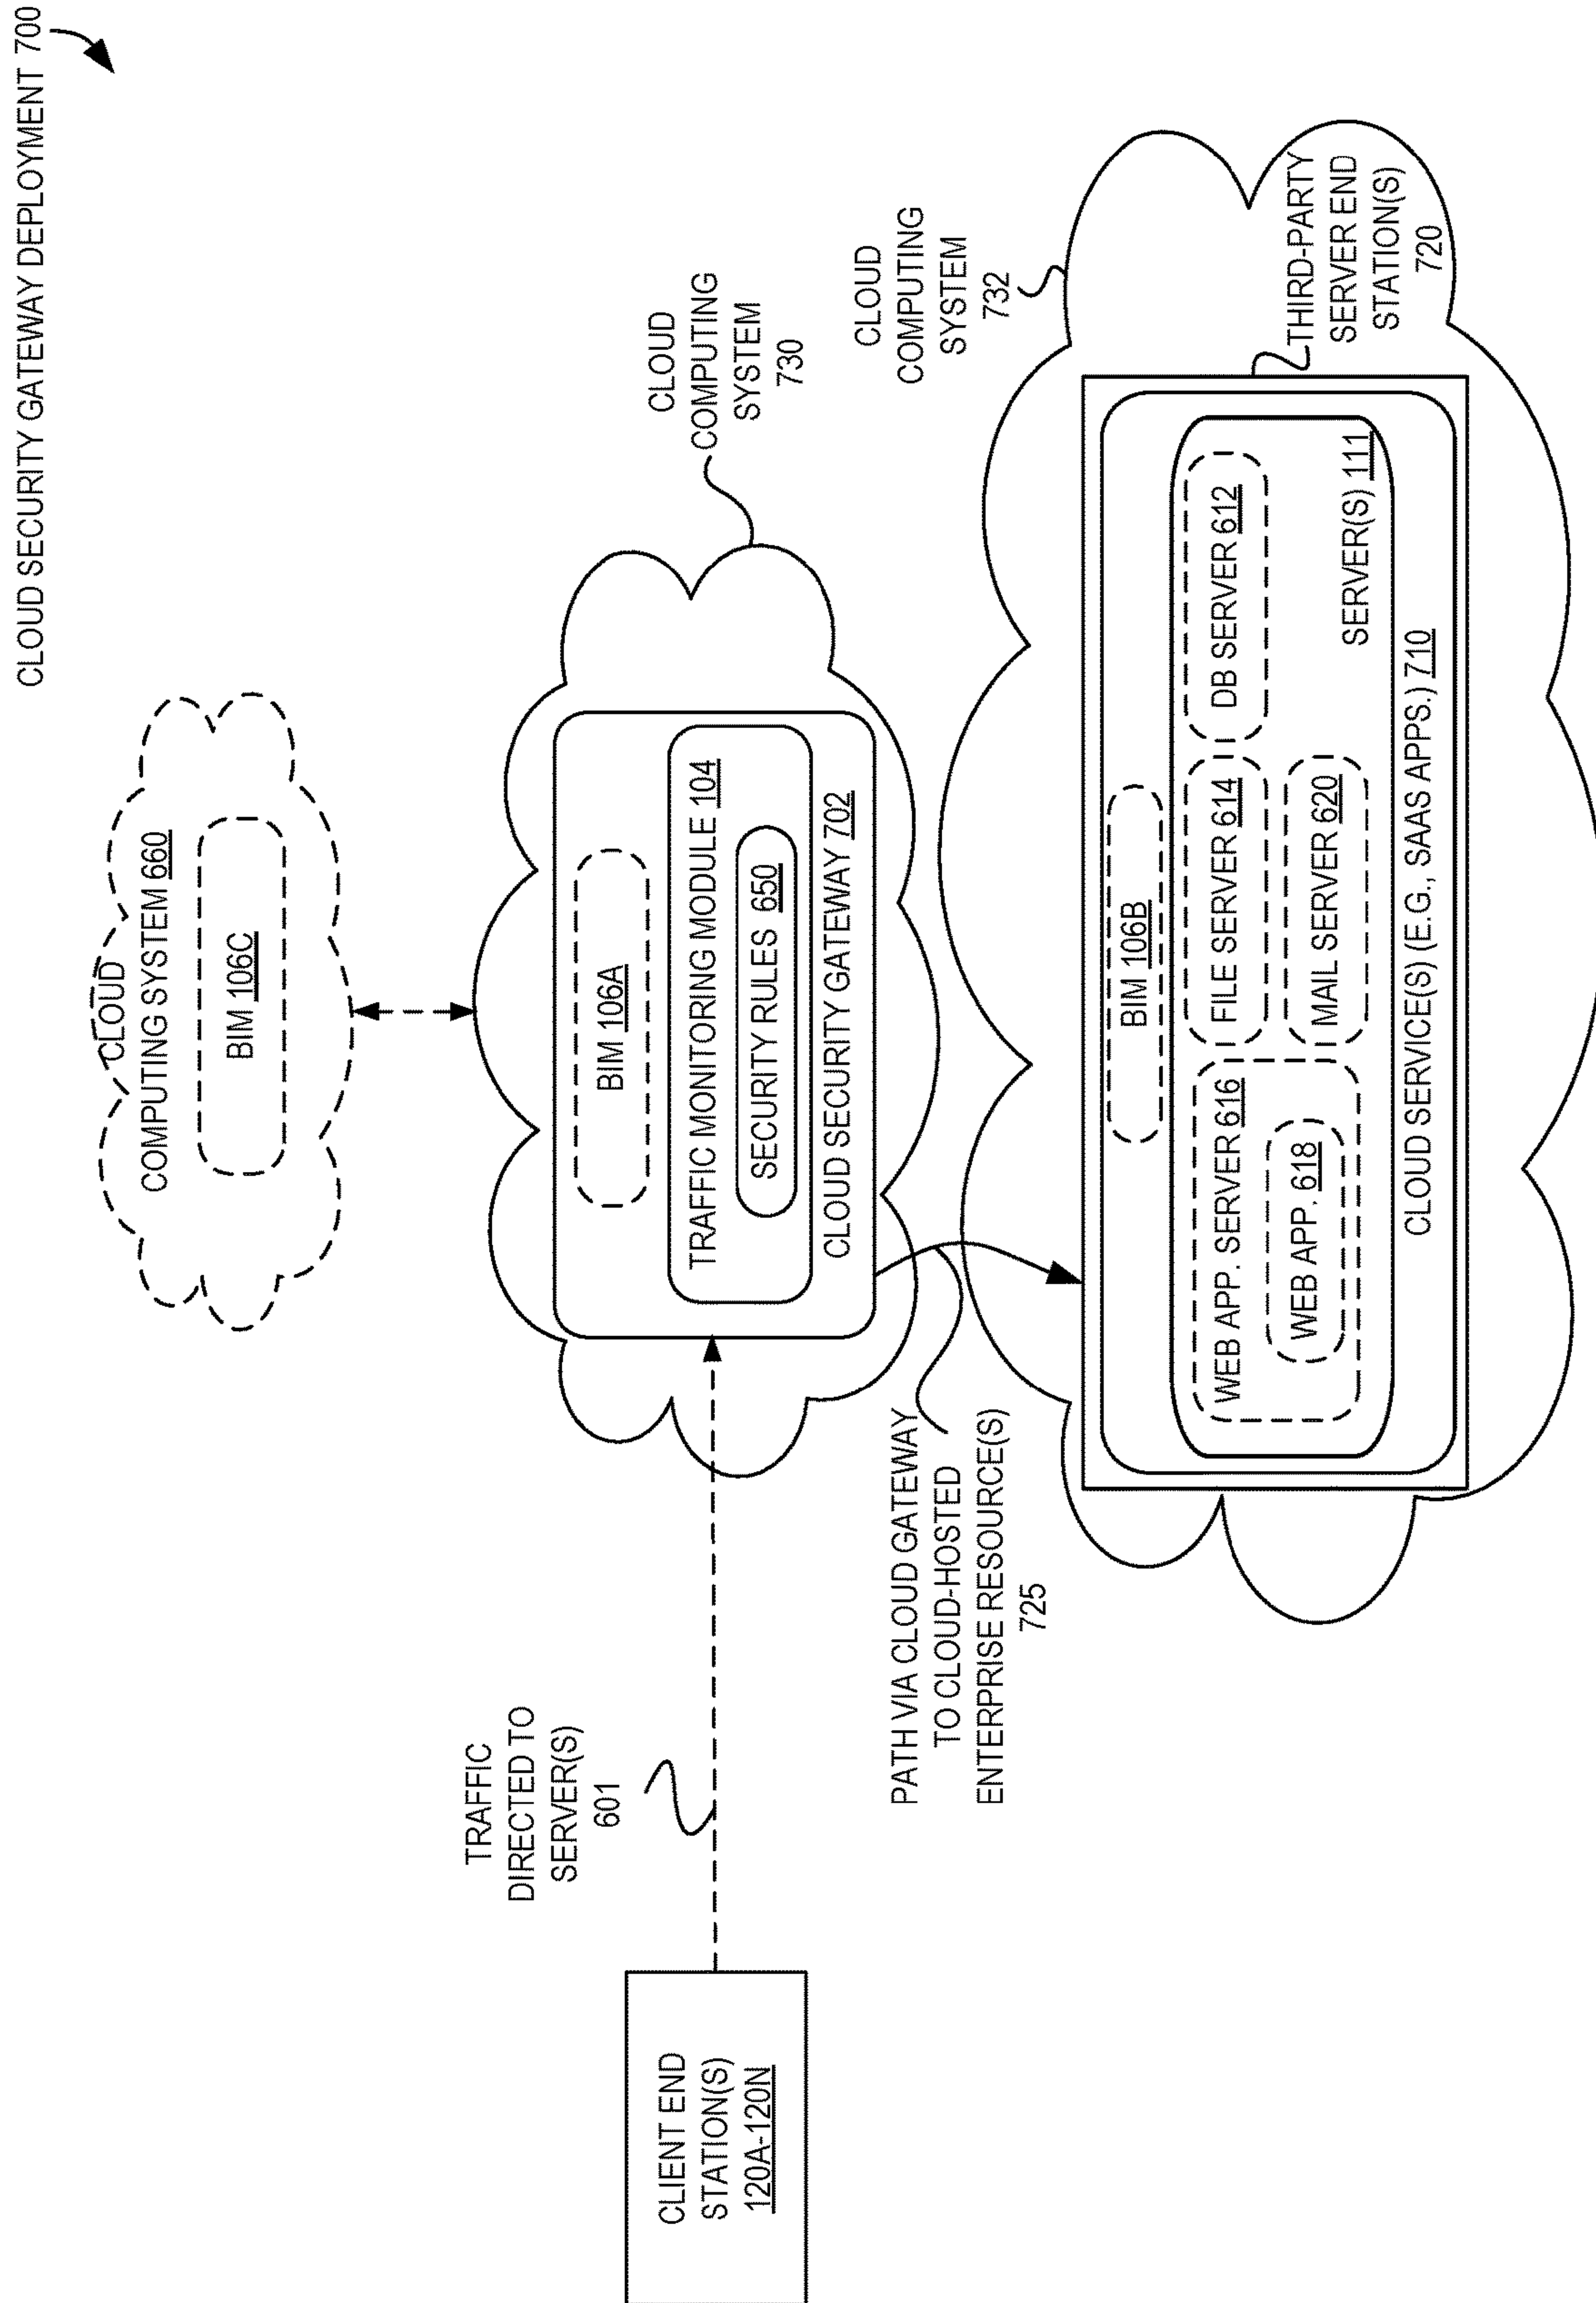 CLOUD SECURITY GATEWAY DEPLOYMENT 700
CLOUD
COMPUTING SYSTEM 660
BIM 106C
CLOUD
COMPUTING
SYSTEM
730
BIM 106A
TRAFFIC MONITORING MODULE 104
SECURITY RULES 650
CLOUD SECURITY GATEWAY 702
TRAFFIC
DIRECTED TO
SERVER(S)
601
CLIENT END
STATION(S)
120A-120N
PATH VIA CLOUD GATEWAY
TO CLOUD-HOSTED
ENTERPRISE RESOURCE(S)
725
CLOUD
COMPUTING
SYSTEM
732
THIRD-PARTY
SERVER END
STATION(S)
720
BIM 106B
WEB APP. SERVER 616
WEB APP. 618
FILE SERVER 614
MAIL SERVER 620
DB SERVER 612
SERVER(S) 111
CLOUD SERVICE(S) (E.G., SAAS APPS.) 710